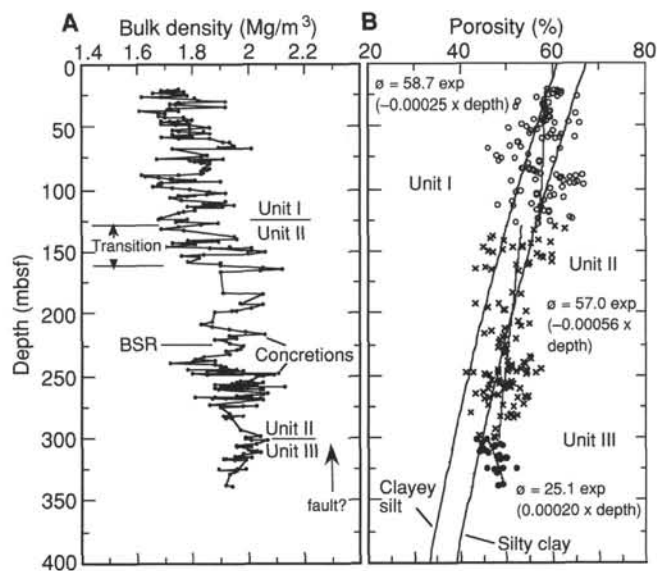 A
Bulk density (Mg/m³)
1.4 1.6 1.8 2 2.2
B
Porosity (%)
20 40 60 80
0
50
100
150
200
250
300
350
400
Depth (mbsf)
Unit I
Unit II
Transition
BSR
Concretions
Unit II
Unit III
fault?
ø = 58.7 exp
(−0.00025 x depth)
Unit I
Unit II
ø = 57.0 exp
(−0.00056 x
depth)
Unit III
ø = 25.1 exp
(0.00020 x depth)
Clayey
silt
Silty clay